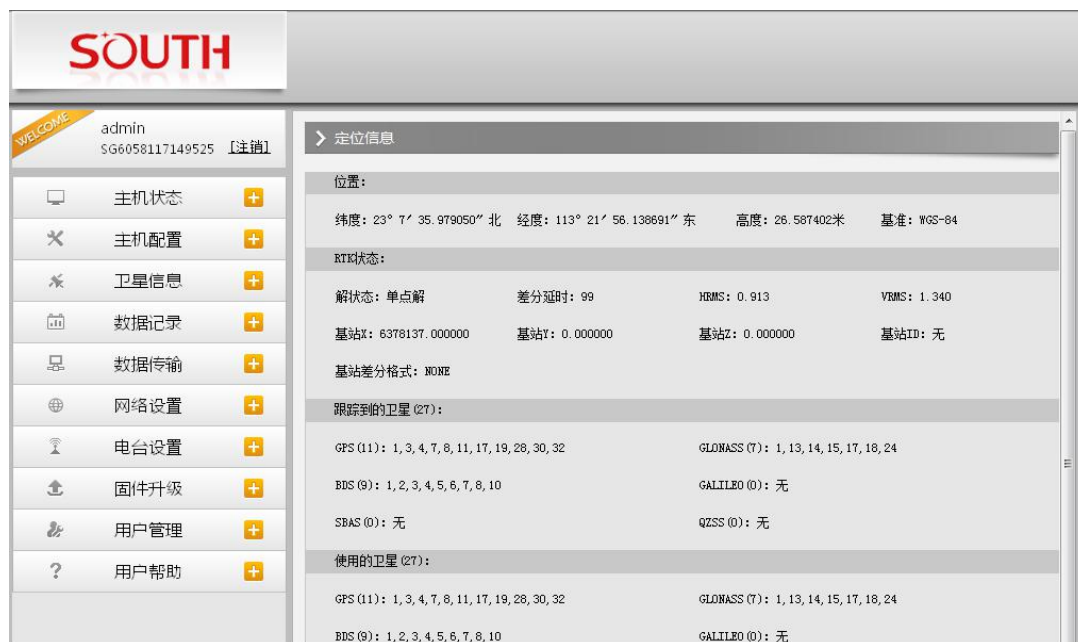 SOUTH
WELCOME
admin
SG6058117149525 [注销]
主机状态
主机配置
卫星信息
数据记录
数据传输
网络设置
电台设置
固件升级
用户管理
用户帮助
定位信息
位置:
纬度: 23° 7′ 35.979050″ 北 经度: 113° 21′ 56.138691″ 东 高度: 26.587402米 基准: WGS-84
RTK状态:
解状态: 单点解 差分延时: 99 HRMS: 0.913 VRMS: 1.340
基站X: 6378137.000000 基站Y: 0.000000 基站Z: 0.000000 基站ID: 无
基站差分格式: NONE
跟踪到的卫星(27):
GPS(11): 1,3,4,7,8,11,17,19,28,30,32 GLONASS(7): 1,13,14,15,17,18,24
BDS(9): 1,2,3,4,5,6,7,8,10 GALILEO(0): 无
SBAS(0): 无 QZSS(0): 无
使用的卫星(27):
GPS(11): 1,3,4,7,8,11,17,19,28,30,32 GLONASS(7): 1,13,14,15,17,18,24
BDS(9): 1,2,3,4,5,6,7,8,10 GALILEO(0): 无